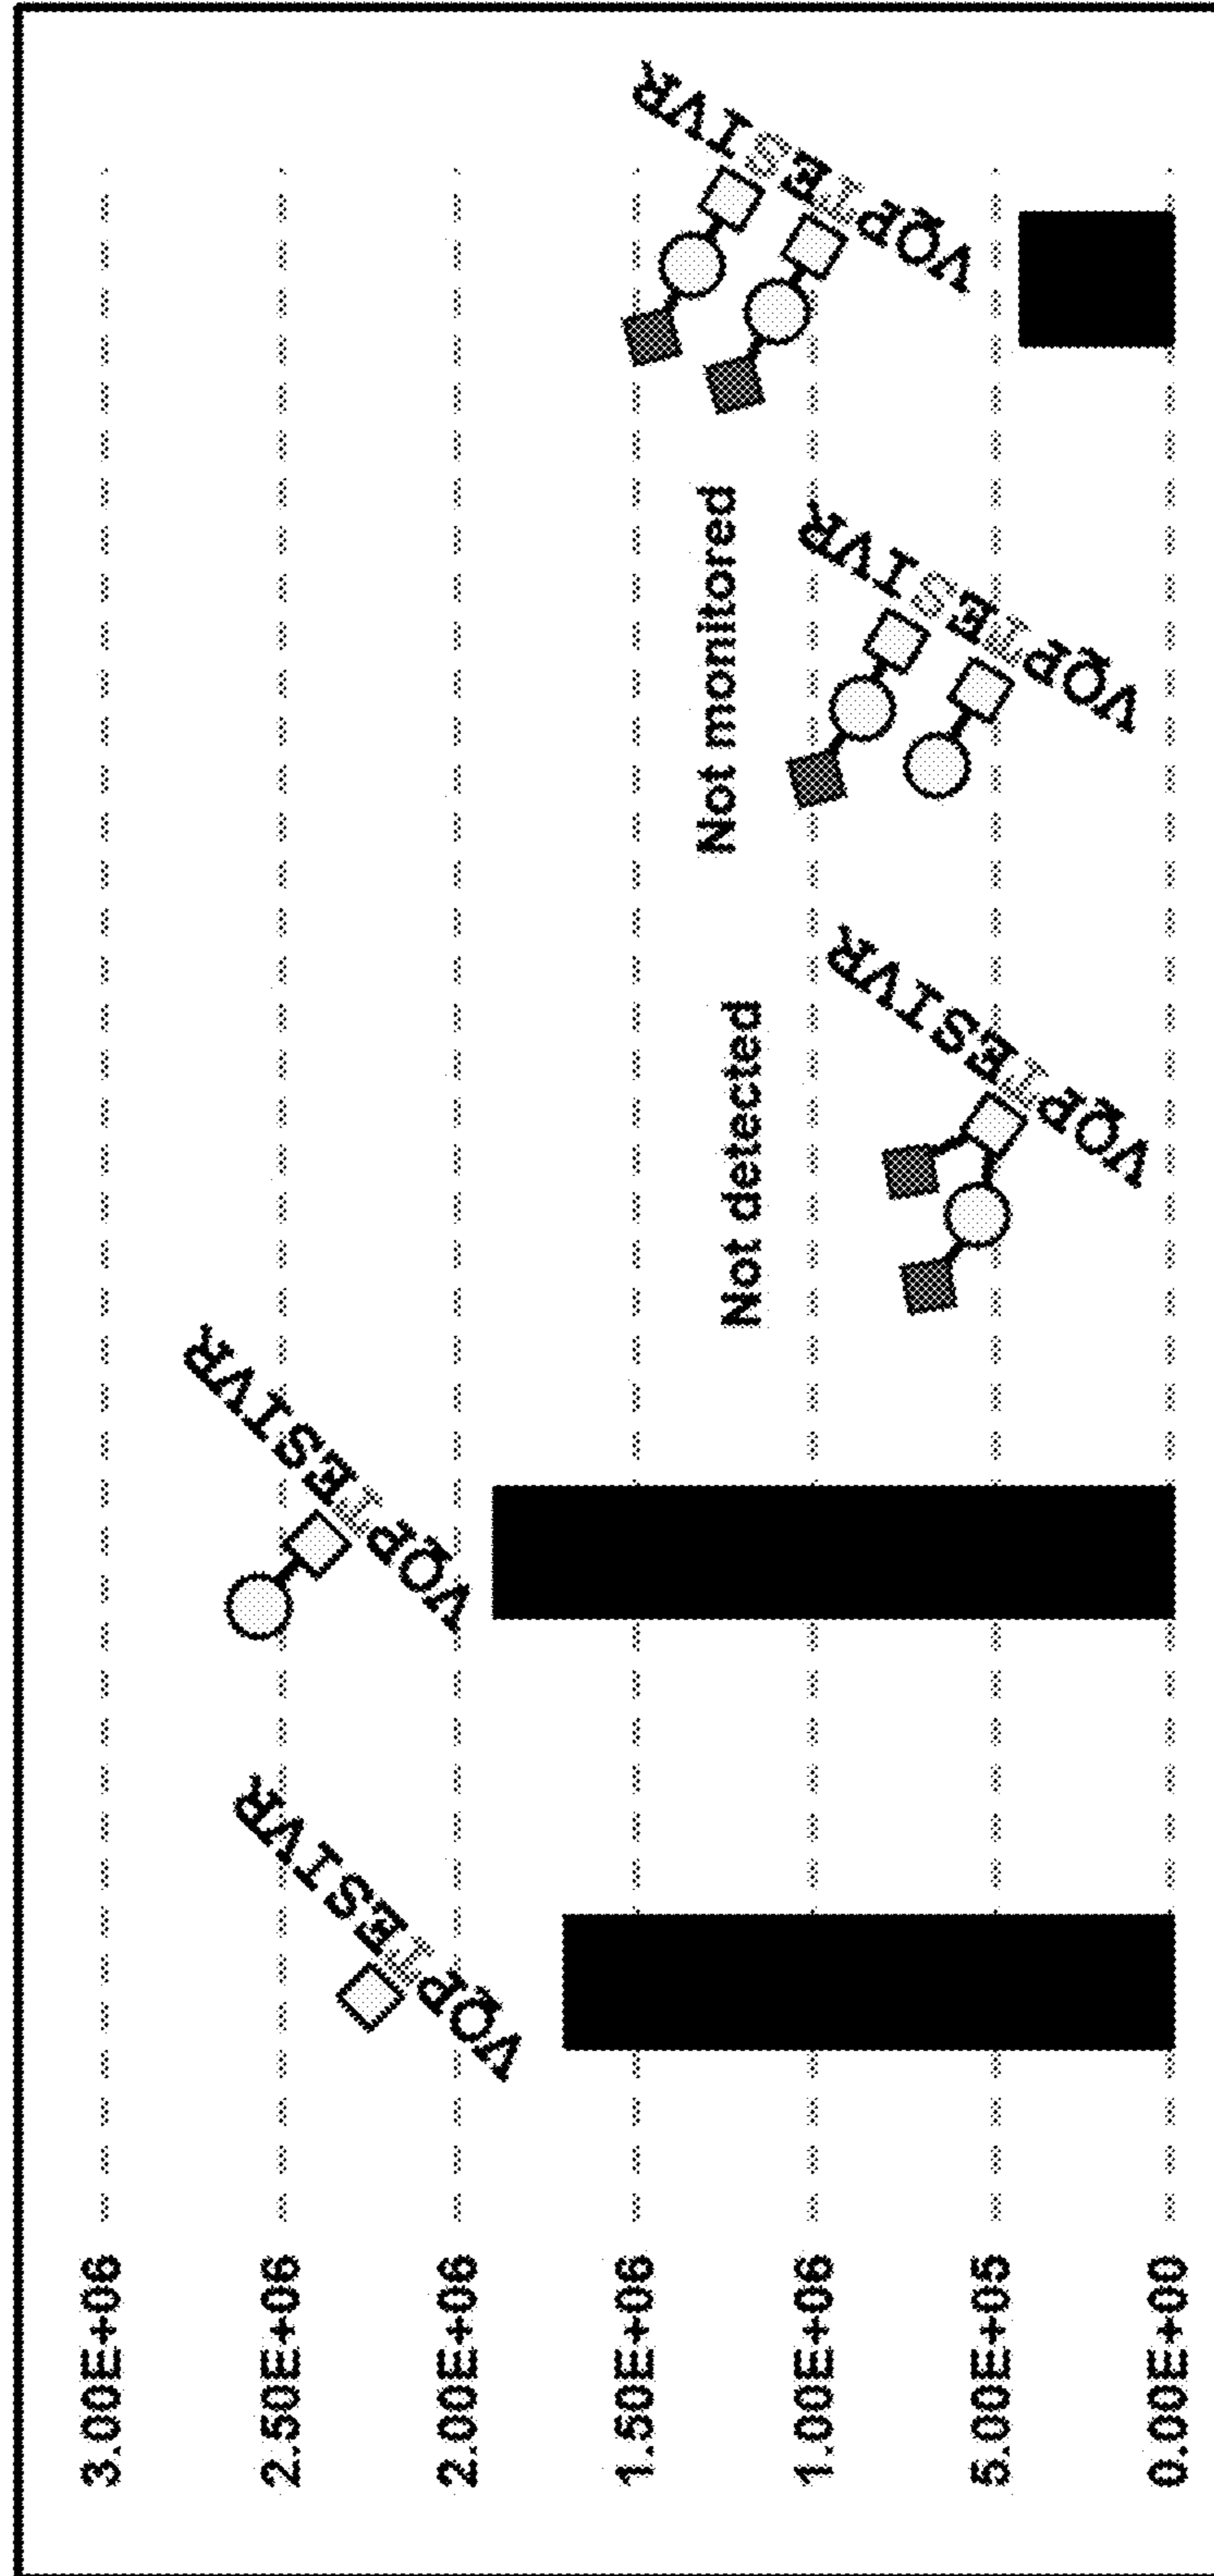 3.00E+06
2.50E+06
2.00E+06
1.50E+06
1.00E+06
5.00E+05
0.00E+00
VQPTESIVR
VQPTESIVR
Not detected
VQPTESIVR
Not monitored
VQPTESIVR
VQPTESIVR